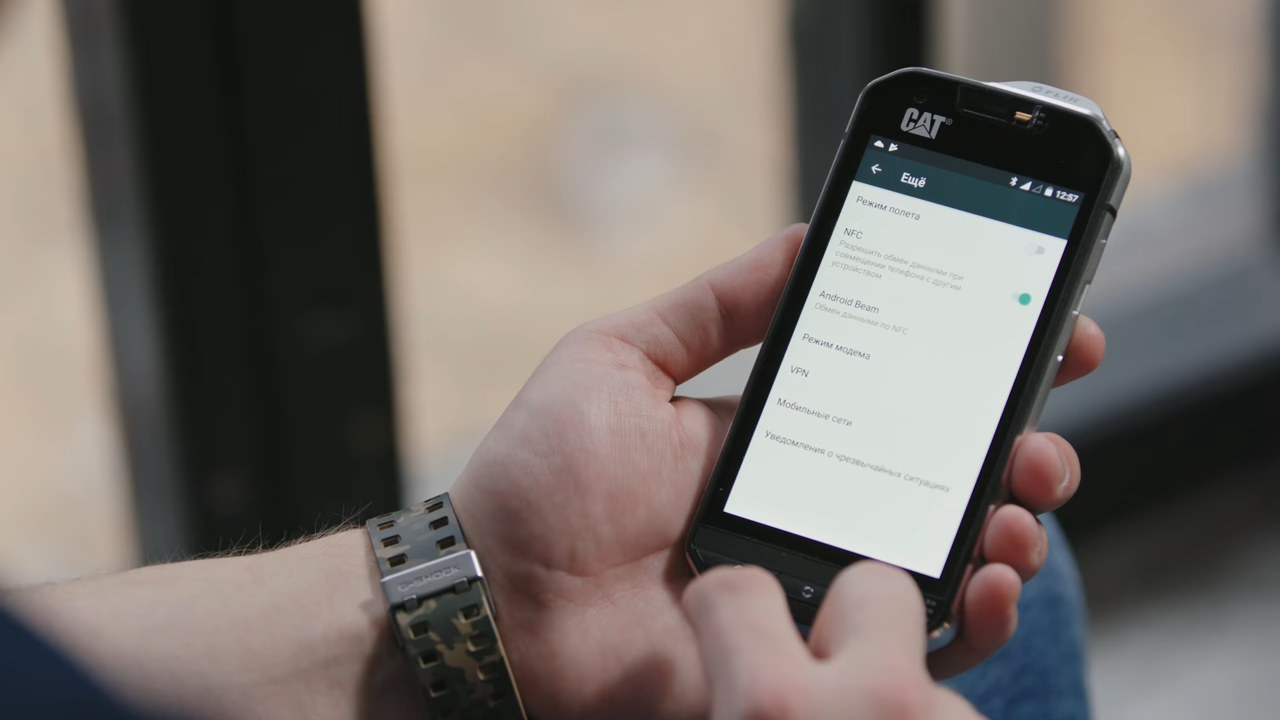 FLIR
CAT®
12:57
Ещё
Режим полета
NFC
Разрешить обмен данными при
совмещении телефона с другим
устройством
Android Beam
Обмен данными по NFC
Режим модема
VPN
Мобильные сети
Уведомления о чрезвычайных ситуациях
G-SHOCK